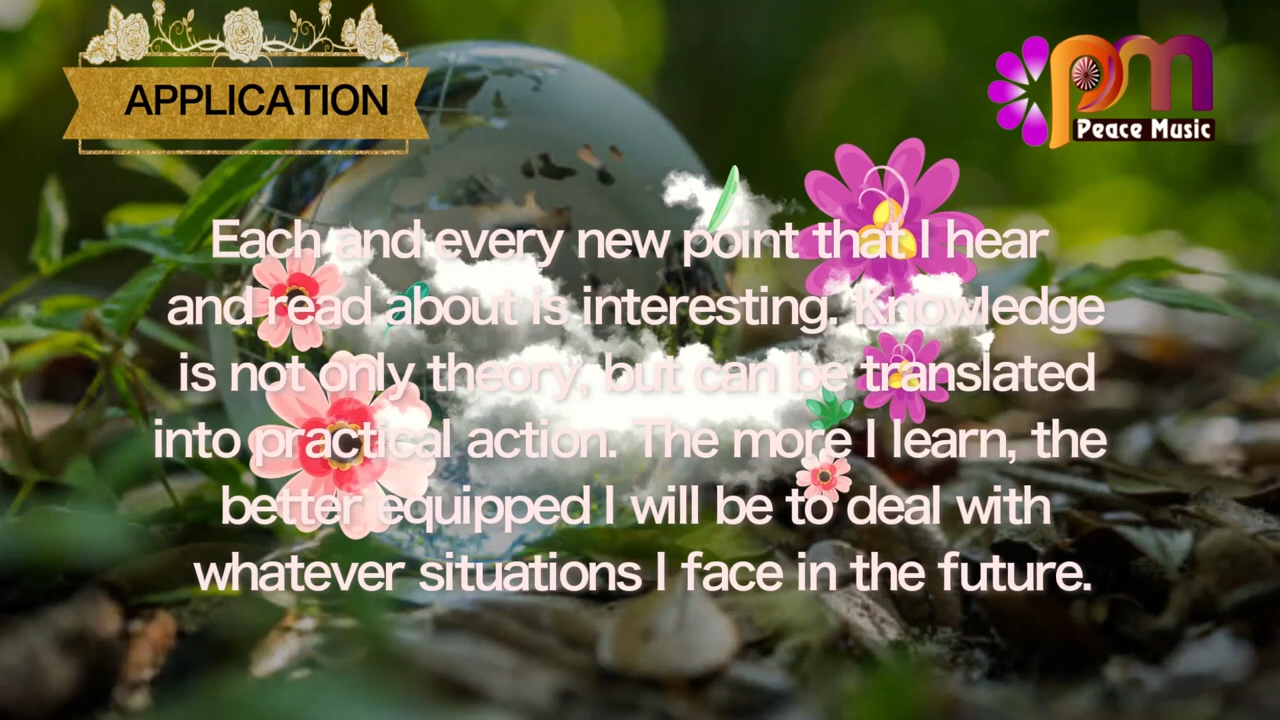 APPLICATION
pm
Peace Music
Each and every new point that I hear
and read about is interesting. Knowledge
is not only theory, but can be translated
into practical action. The more I learn, the
better equipped I will be to deal with
whatever situations I face in the future.